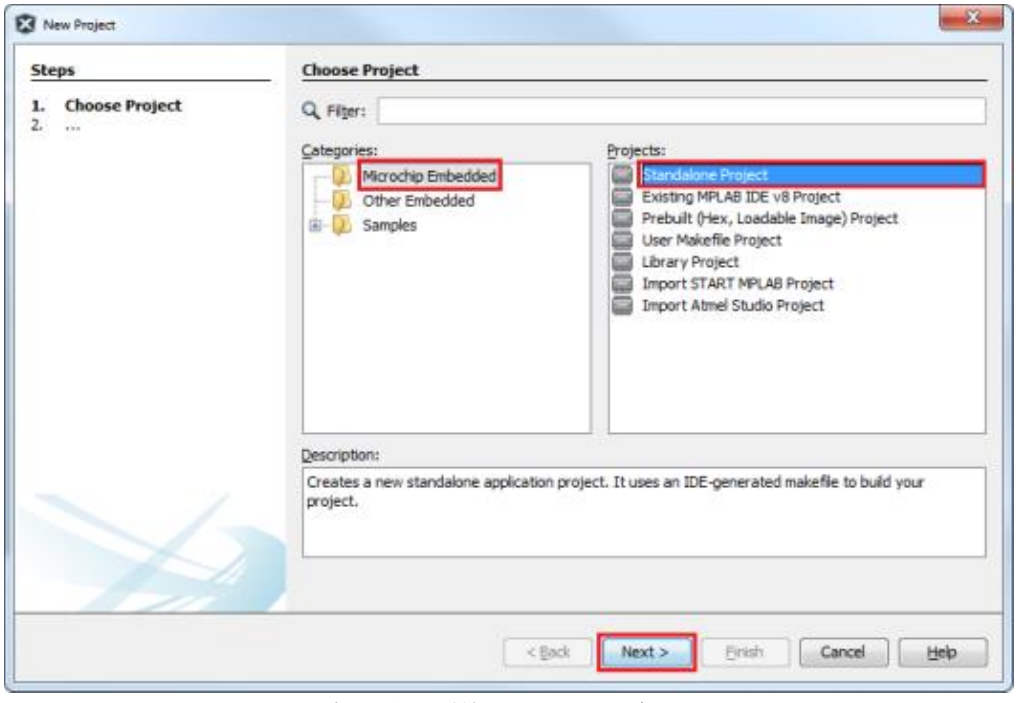 New Project
Steps
1. Choose Project
2. ...
Choose Project
Filter:
Categories:
Microchip Embedded
Other Embedded
Samples
Projects:
Standalone Project
Existing MPLAB IDE v8 Project
Prebuilt (Hex, Loadable Image) Project
User Makefile Project
Library Project
Import START MPLAB Project
Import Atmel Studio Project
Description:
Creates a new standalone application project. It uses an IDE-generated makefile to build your
project.
< Back
Next >
Finish
Cancel
Help